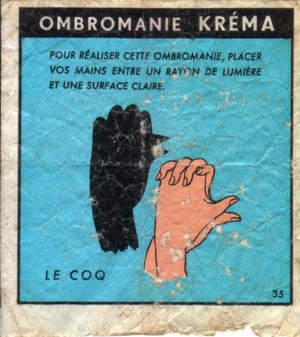 OMBROMANIE KRÉMA
POUR RÉALISER CETTE OMBROMANIE, PLACER
VOS MAINS ENTRE UN RAYON DE LUMIÈRE
ET UNE SURFACE CLAIRE.
LE COQ
35